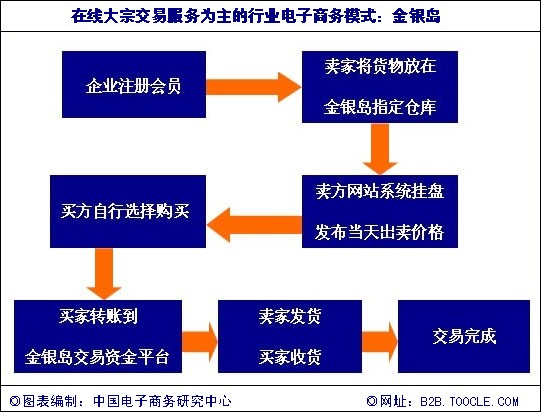 在线大宗交易服务为主的行业电子商务模式：金银岛
企业注册会员
卖家将货物放在
金银岛指定仓库
卖方网站系统挂盘
发布当天出卖价格
买方自行选择购买
买家转账到
金银岛交易资金平台
卖家发货
买家收货
交易完成
◎图表编制：中国电子商务研究中心
◎网址：B2B.TOOCLE.COM